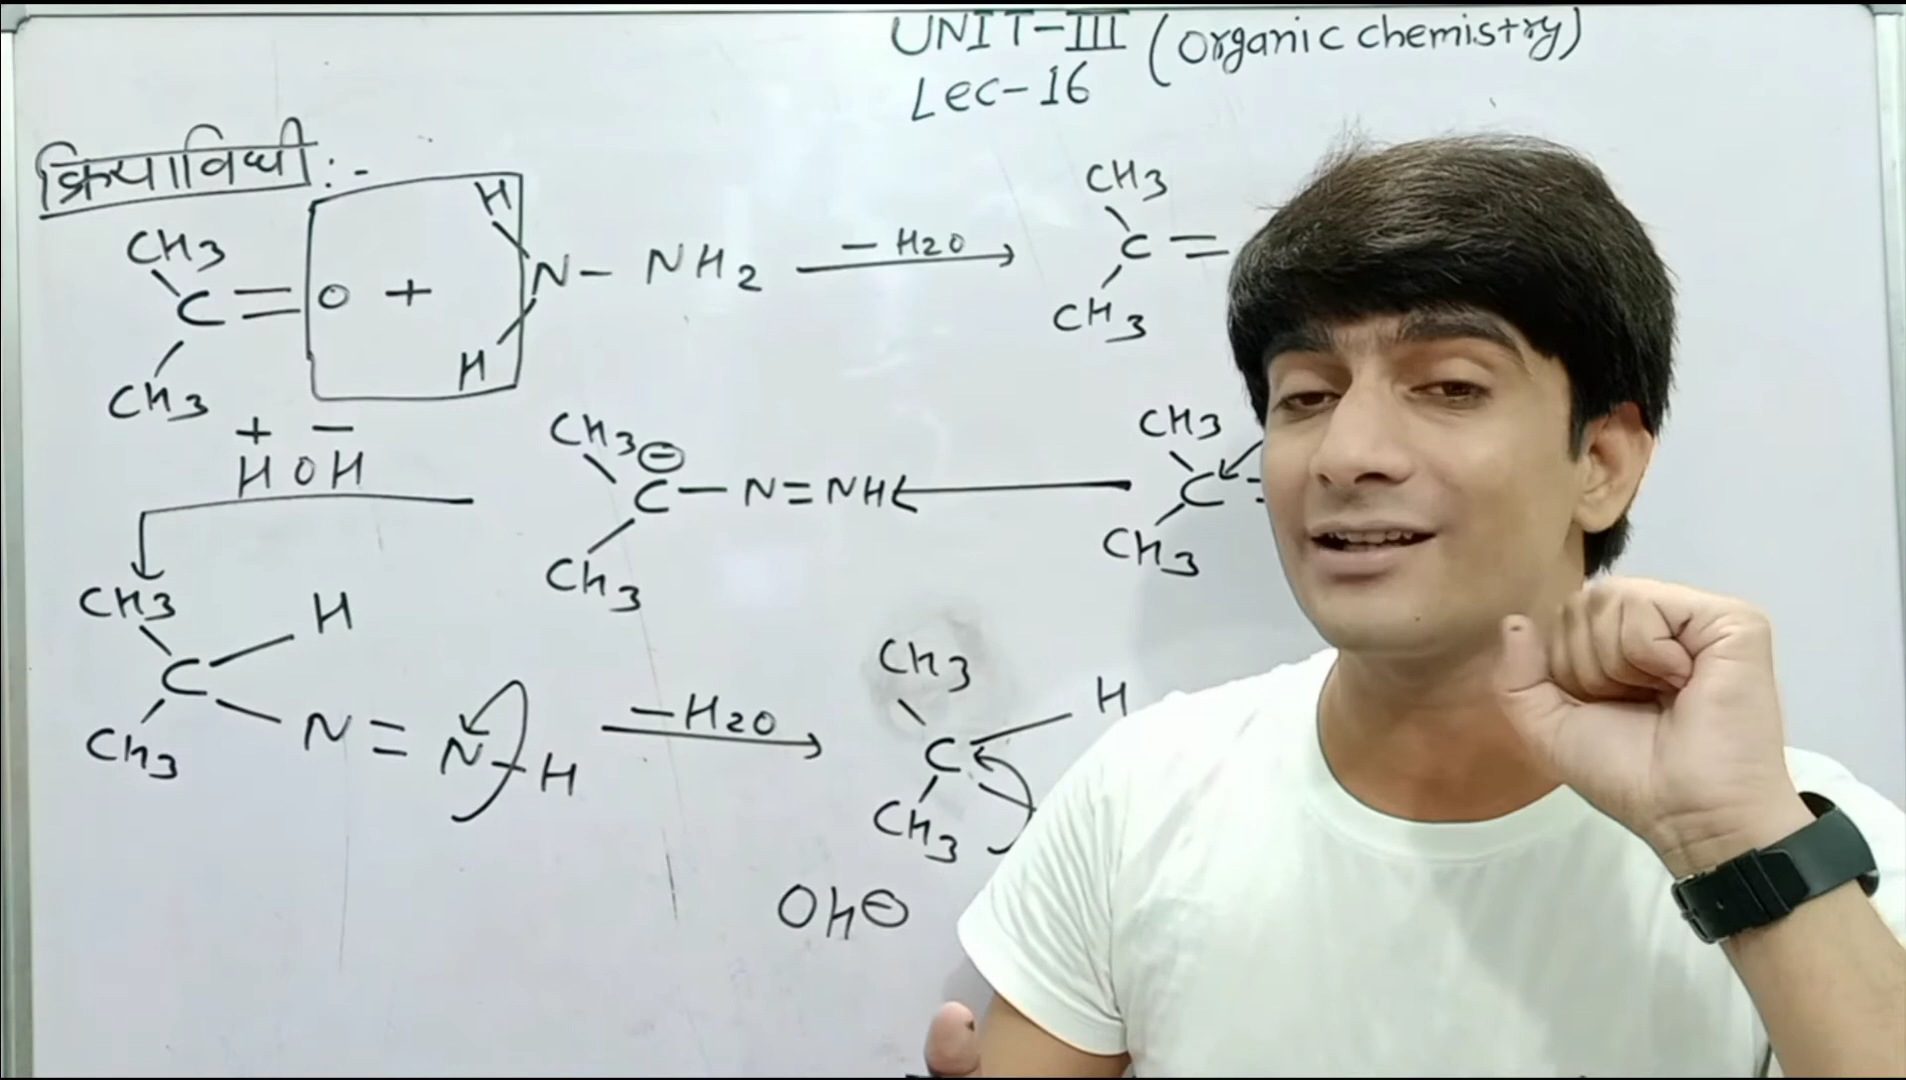 UNIT-III (Organic chemistry)
Lec-16
क्रियाविधी:-
CH3
C=O + H
H
N-NH2
-H2O
CH3
C=
CH3
CH3
+ -
HOH
CH3 ⊖
C-N=NH
CH3
CH3
C
CH3
CH3
H
C
N=N-H
CH3
-H2O
CH3
H
C
CH3
OH⊖